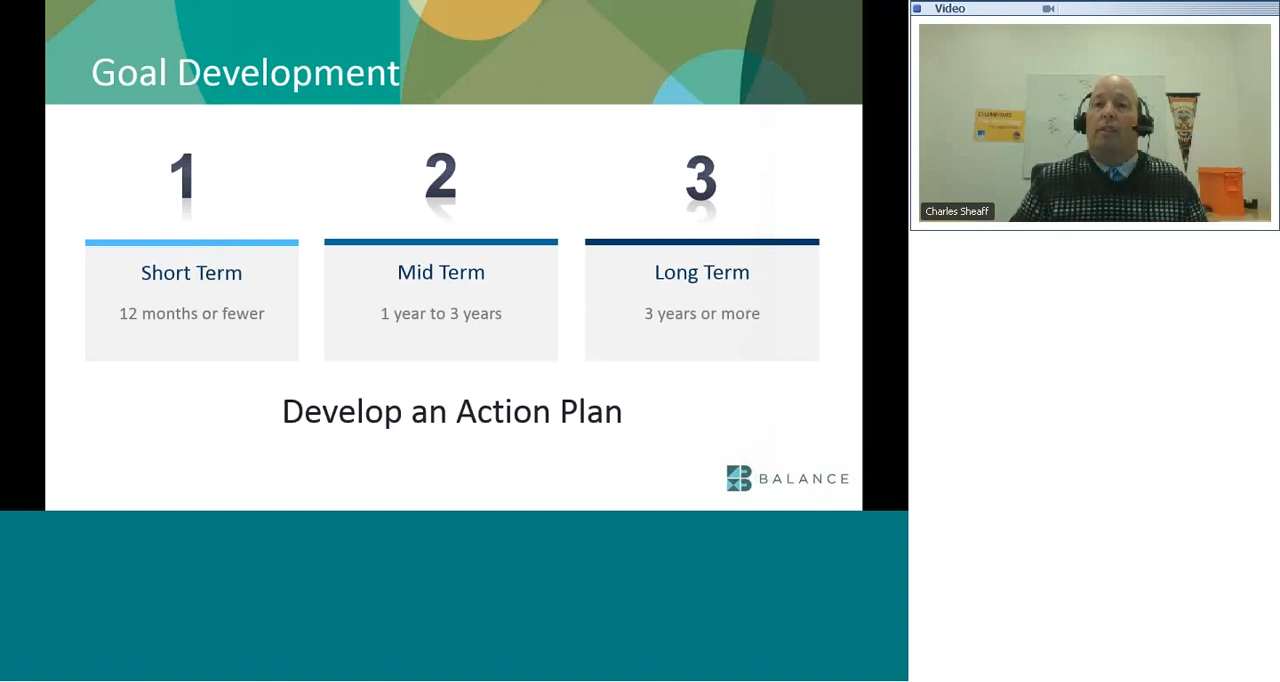 Goal Development
1
2
3
Short Term
Mid Term
Long Term
12 months or fewer
1 year to 3 years
3 years or more
Develop an Action Plan
BALANCE
Video
Charles Sheaff